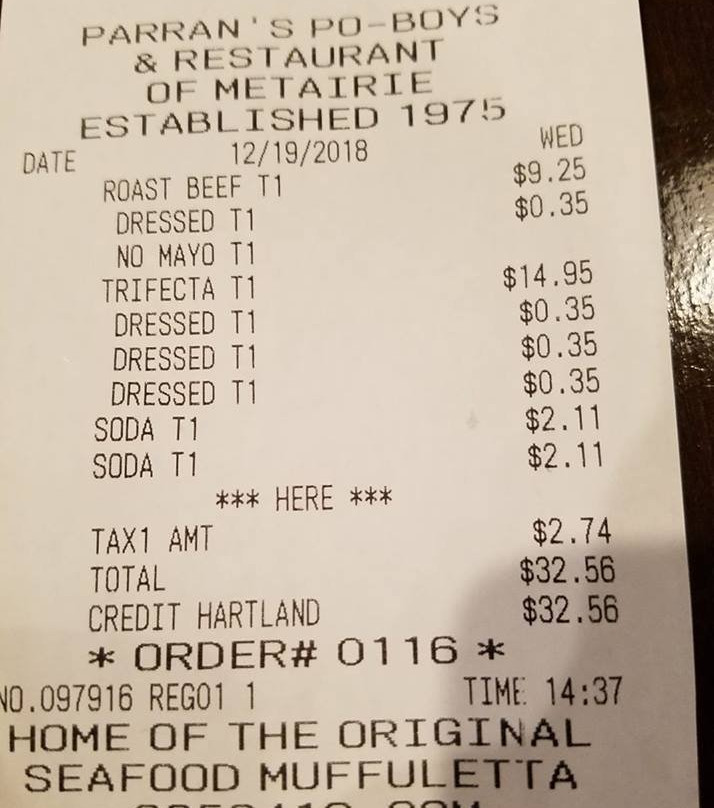 PARRAN'S PO-BOYS
& RESTAURANT
OF METAIRIE
ESTABLISHED 1975
DATE 12/19/2018 WED
ROAST BEEF T1 $9.25
DRESSED T1 $0.35
NO MAYO T1
TRIFECTA T1 $14.95
DRESSED T1 $0.35
DRESSED T1 $0.35
DRESSED T1 $0.35
SODA T1 $2.11
SODA T1 $2.11
*** HERE ***
TAX1 AMT $2.74
TOTAL $32.56
CREDIT HARTLAND $32.56
* ORDER# 0116 *
NO.097916 REG01 1 TIME 14:37
HOME OF THE ORIGINAL
SEAFOOD MUFFULETTA